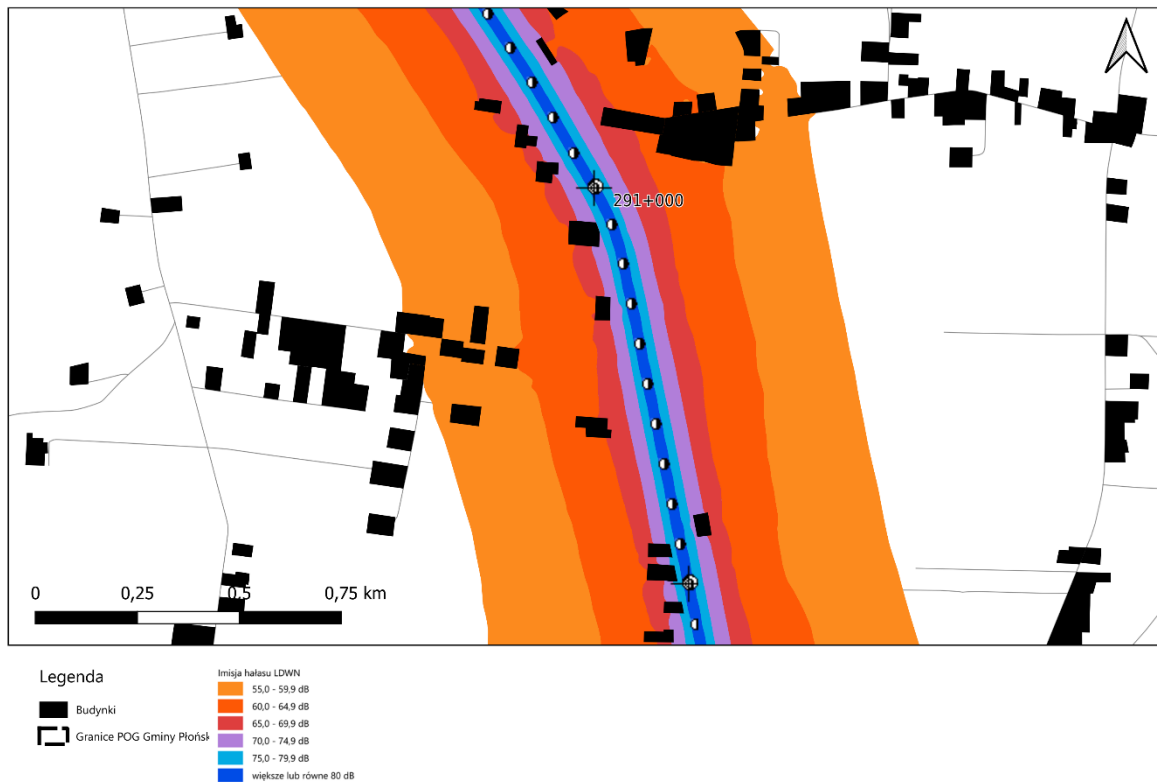 291+000
0 0,25 0,5 0,75 km
Legenda
Budynki
Granice POG Gminy Płońsk
Imisja hałasu LDWN
55,0 - 59,9 dB
60,0 - 64,9 dB
65,0 - 69,9 dB
70,0 - 74,9 dB
75,0 - 79,9 dB
większe lub równe 80 dB